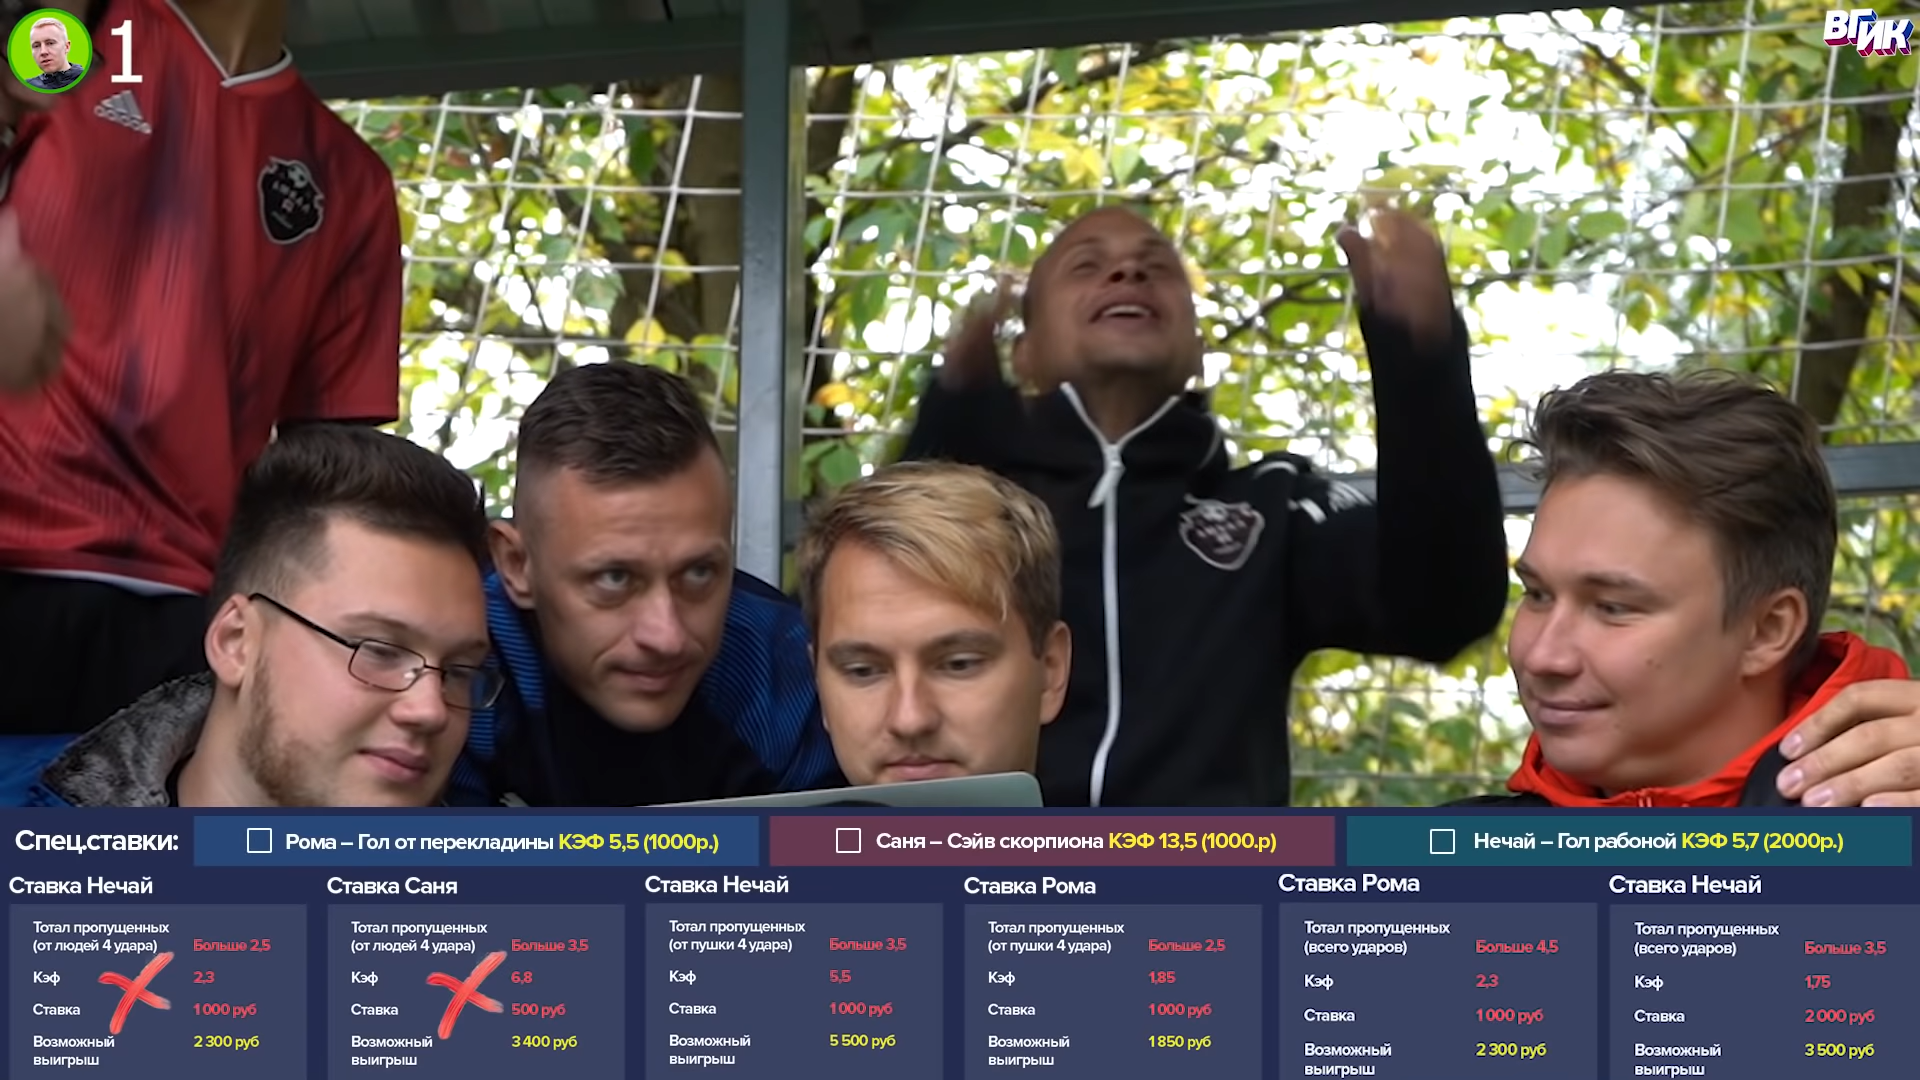 1
ВГИК
adidas
Спец.ставки:
Рома – Гол от перекладины КЭФ 5,5 (1000р.)
Саня – Сэйв скорпиона КЭФ 13,5 (1000.р)
Нечай – Гол рабоной КЭФ 5,7 (2000р.)
Ставка Нечай
Тотал пропущенных
(от людей 4 удара) Больше 2,5
Кэф 2,3
Ставка 1 000 руб
Возможный 2 300 руб
выигрыш
Ставка Саня
Тотал пропущенных
(от людей 4 удара) Больше 3,5
Кэф 6,8
Ставка 500 руб
Возможный 3 400 руб
выигрыш
Ставка Нечай
Тотал пропущенных
(от пушки 4 удара) Больше 3,5
Кэф 5,5
Ставка 1 000 руб
Возможный 5 500 руб
выигрыш
Ставка Рома
Тотал пропущенных
(от пушки 4 удара) Больше 2,5
Кэф 1,85
Ставка 1 000 руб
Возможный 1 850 руб
выигрыш
Ставка Рома
Тотал пропущенных
(всего ударов) Больше 4,5
Кэф 2,3
Ставка 1 000 руб
Возможный 2 300 руб
выигрыш
Ставка Нечай
Тотал пропущенных
(всего ударов) Больше 3,5
Кэф 1,75
Ставка 2 000 руб
Возможный 3 500 руб
выигрыш